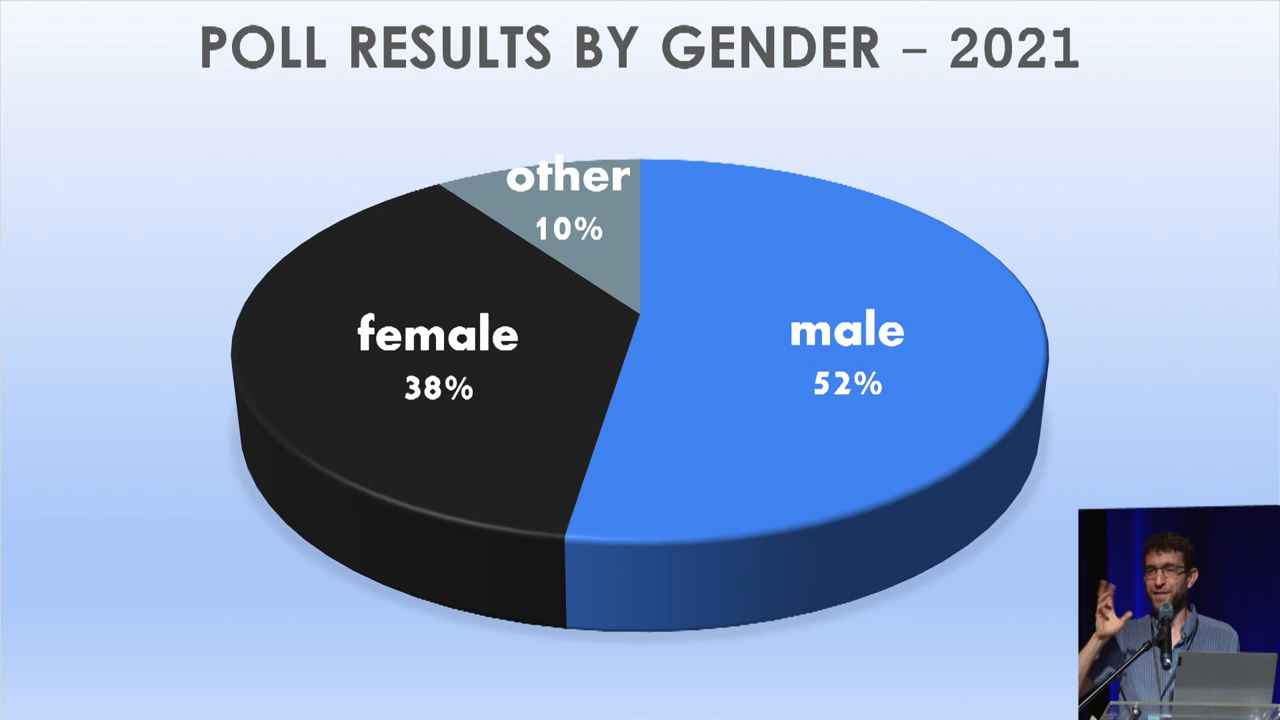 POLL RESULTS BY GENDER – 2021
other
10%
female
38%
male
52%